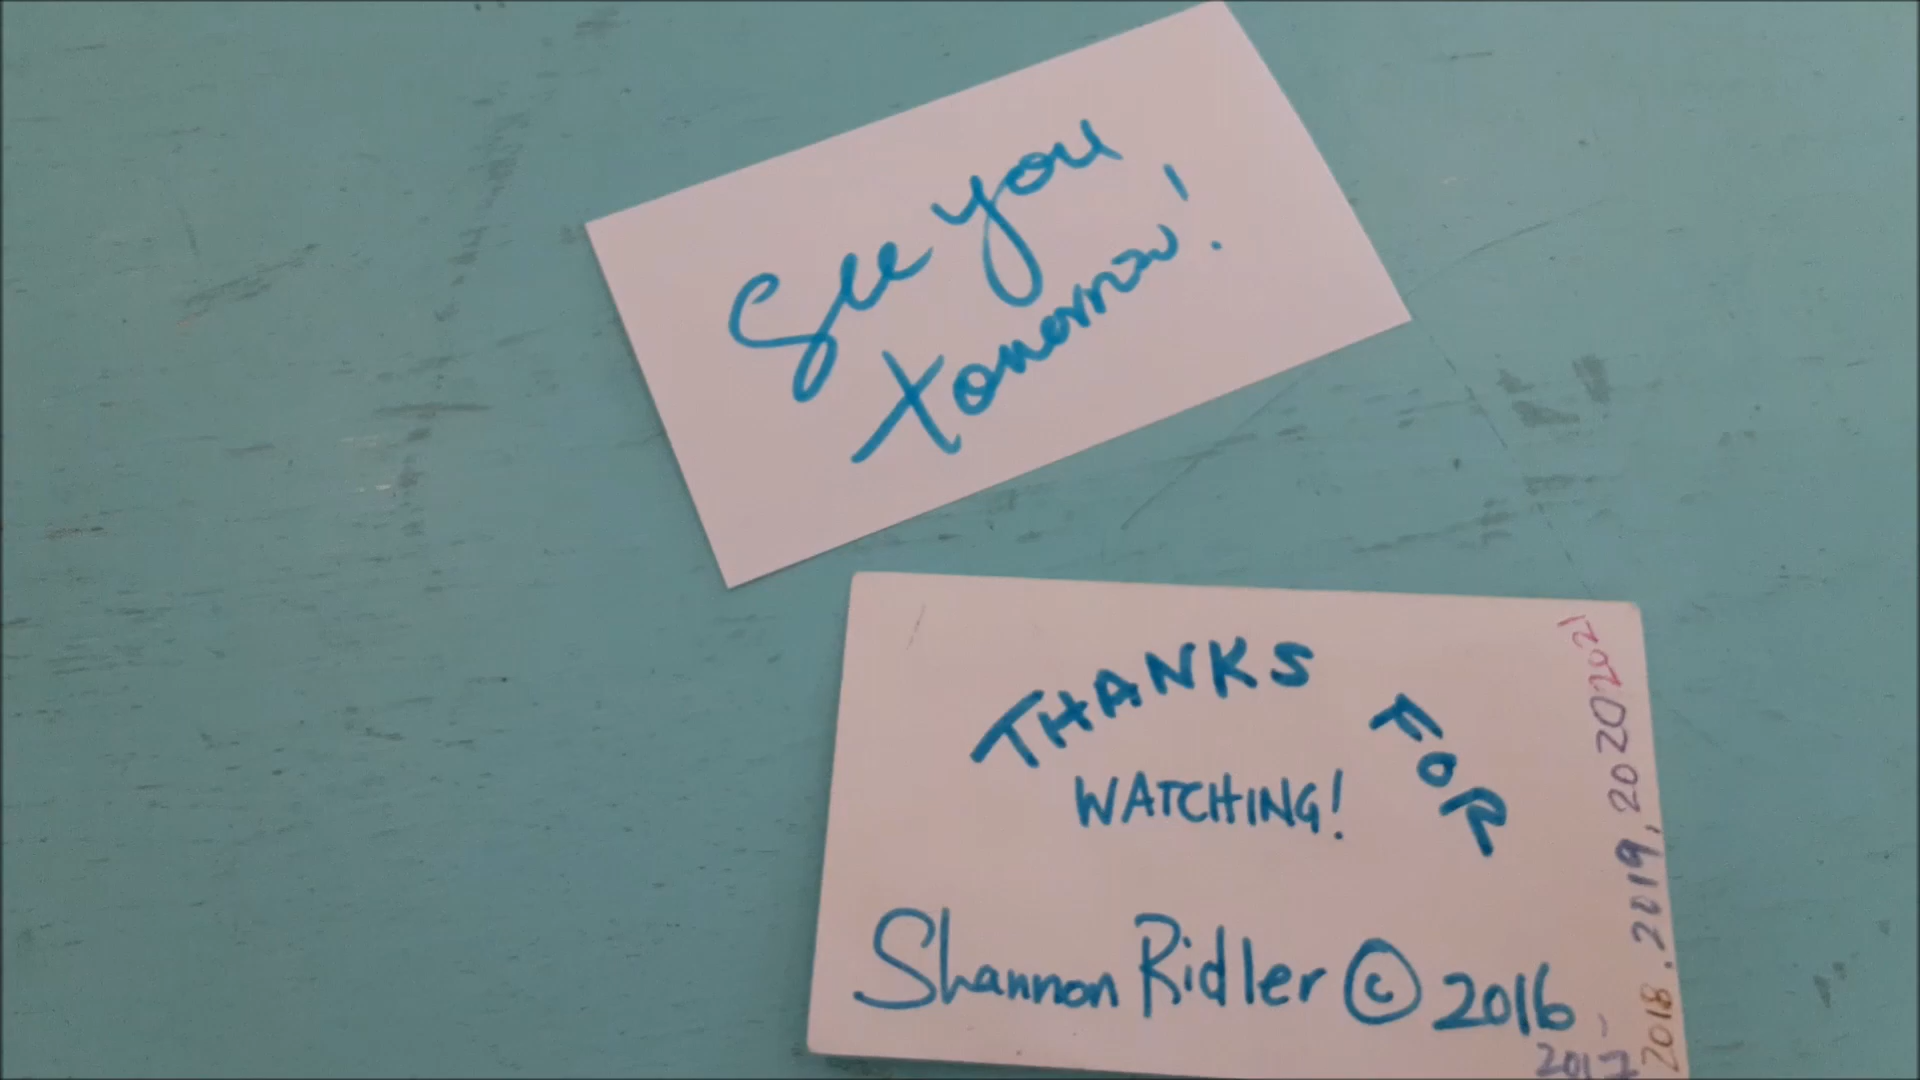 See you
tomorrow!
THANKS FOR
WATCHING!
Shannon Ridler © 2016
2017
2018. 2019, 2020 2021